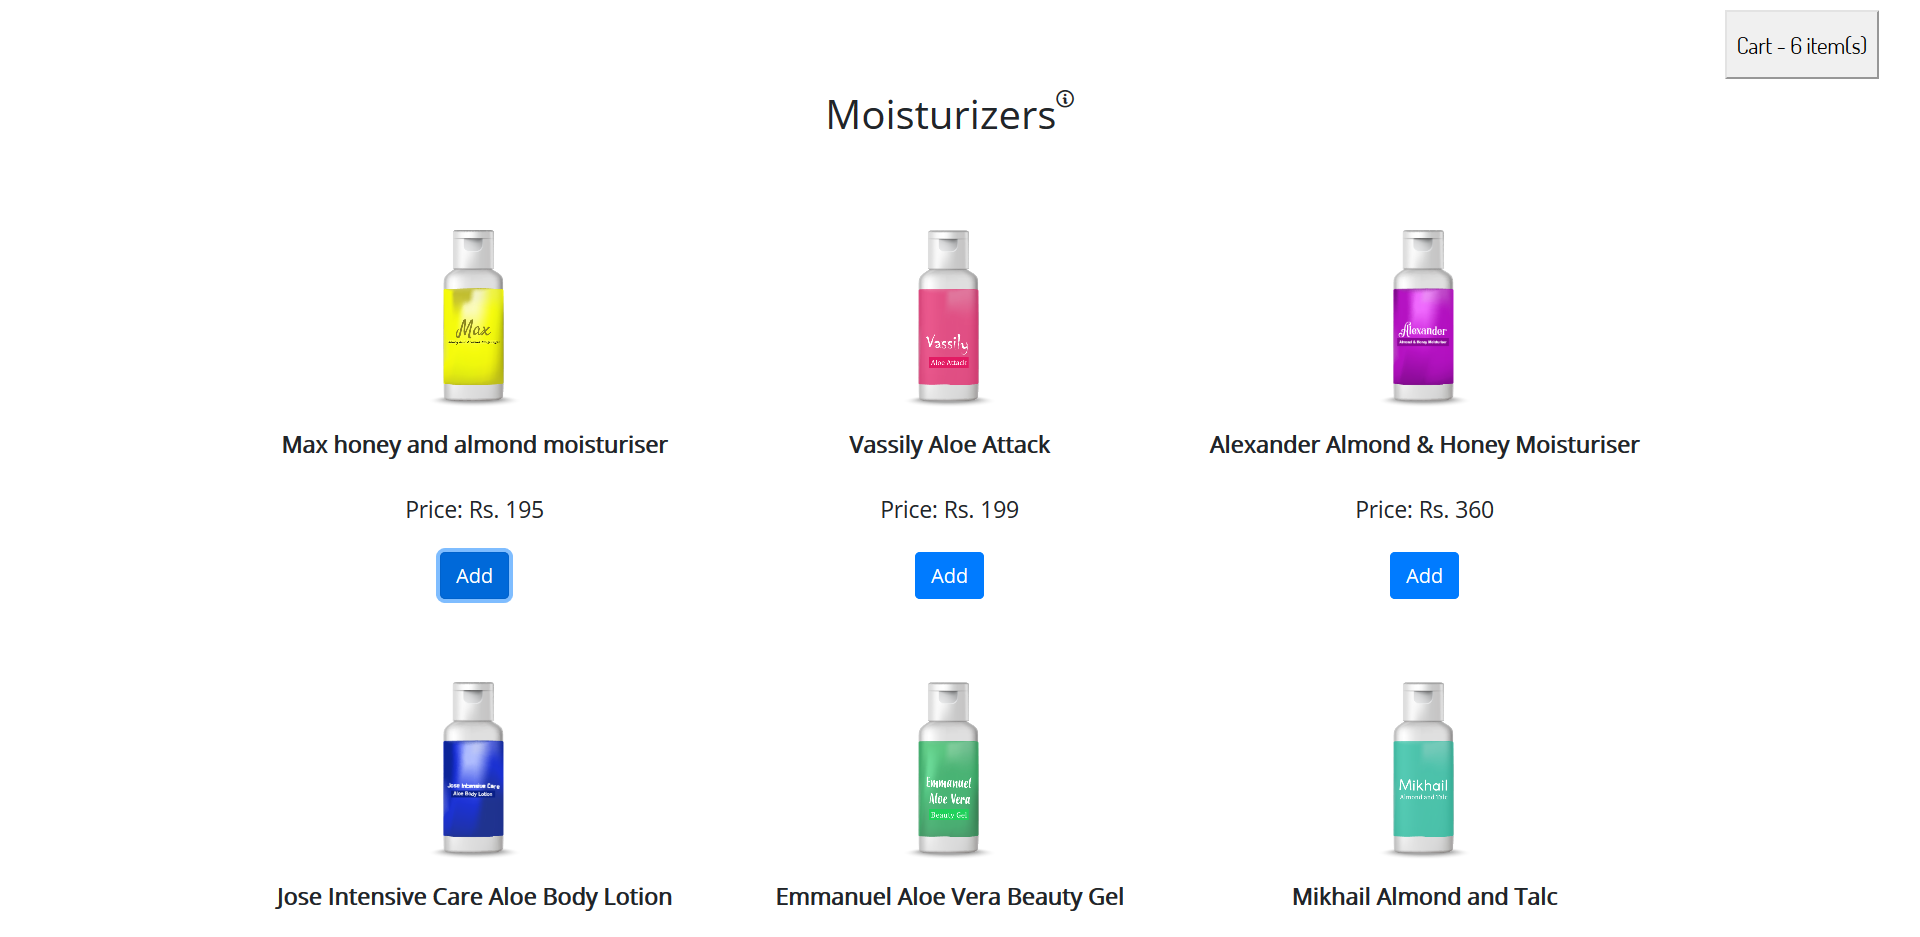 Cart - 6 item(s)
Moisturizers
Max
Vassily
Aloe Attack
Alexander
Almond & Honey Moisturiser
Max honey and almond moisturiser
Vassily Aloe Attack
Alexander Almond & Honey Moisturiser
Price: Rs. 195
Price: Rs. 199
Price: Rs. 360
Add
Add
Add
Jose Intensive Care
Aloe Body Lotion
Emmanuel
Aloe Vera
Beauty Gel
Mikhail
Almond and Talc
Jose Intensive Care Aloe Body Lotion
Emmanuel Aloe Vera Beauty Gel
Mikhail Almond and Talc